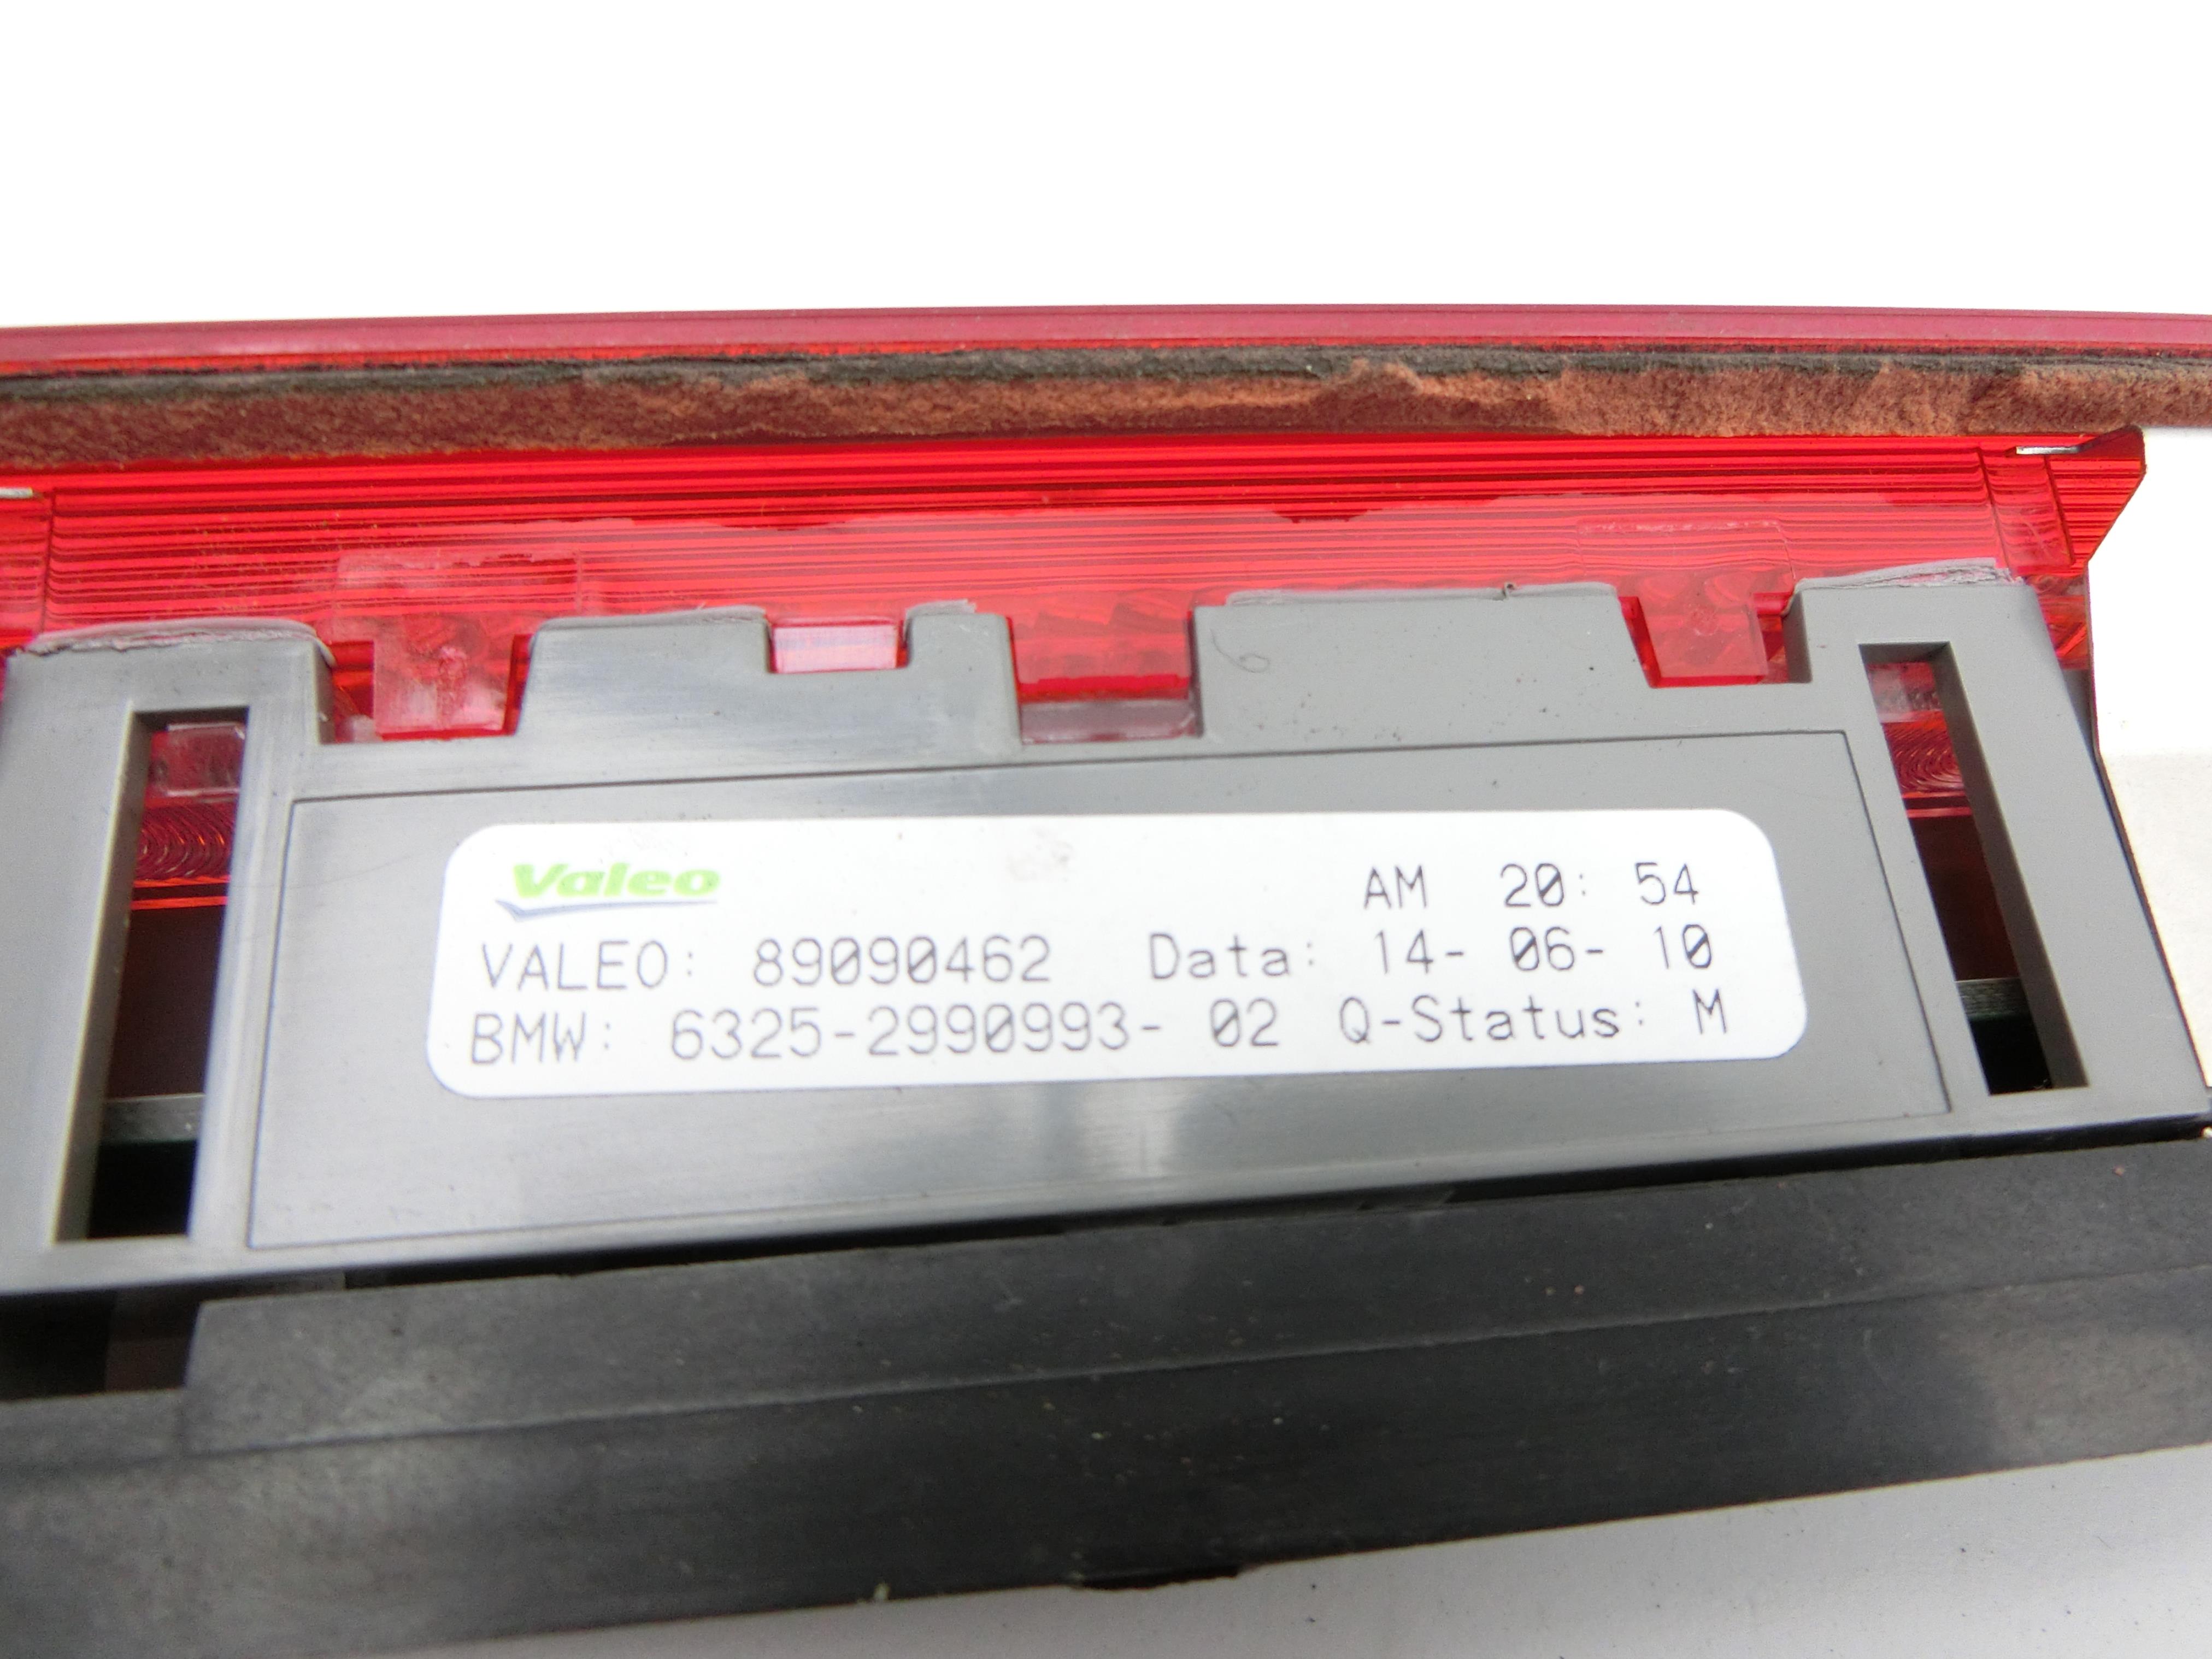 Valeo AM 20: 54
VALEO: 89090462 Data: 14- 06- 10
BMW: 6325-2990993- 02 Q-Status: M